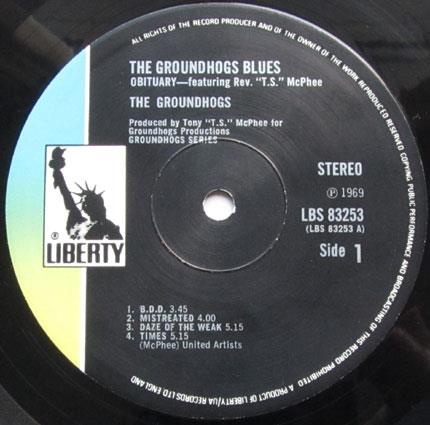 ALL RIGHTS OF THE RECORD PRODUCER AND OF THE OWNER OF THE WORK REPRODUCED RESERVED COPYING PUBLIC PERFORMANCE AND BROADCASTING OF THIS RECORD PROHIBITED
A PRODUCT OF LIBERTY/UA RECORDS LTD ENGLAND
THE GROUNDHOGS BLUES
OBITUARY—featuring Rev. "T.S." McPhee
THE GROUNDHOGS
Produced by Tony "T.S." McPhee for
Groundhogs Productions
GROUNDHOGS SERIES
STEREO
Ⓟ 1969
LBS 83253
(LBS 83253 A)
Side 1
®
LIBERTY
1. B.D.D. 3.45
2. MISTREATED 4.00
3. DAZE OF THE WEAK 5.15
4. TIMES 5.15
(McPhee) United Artists